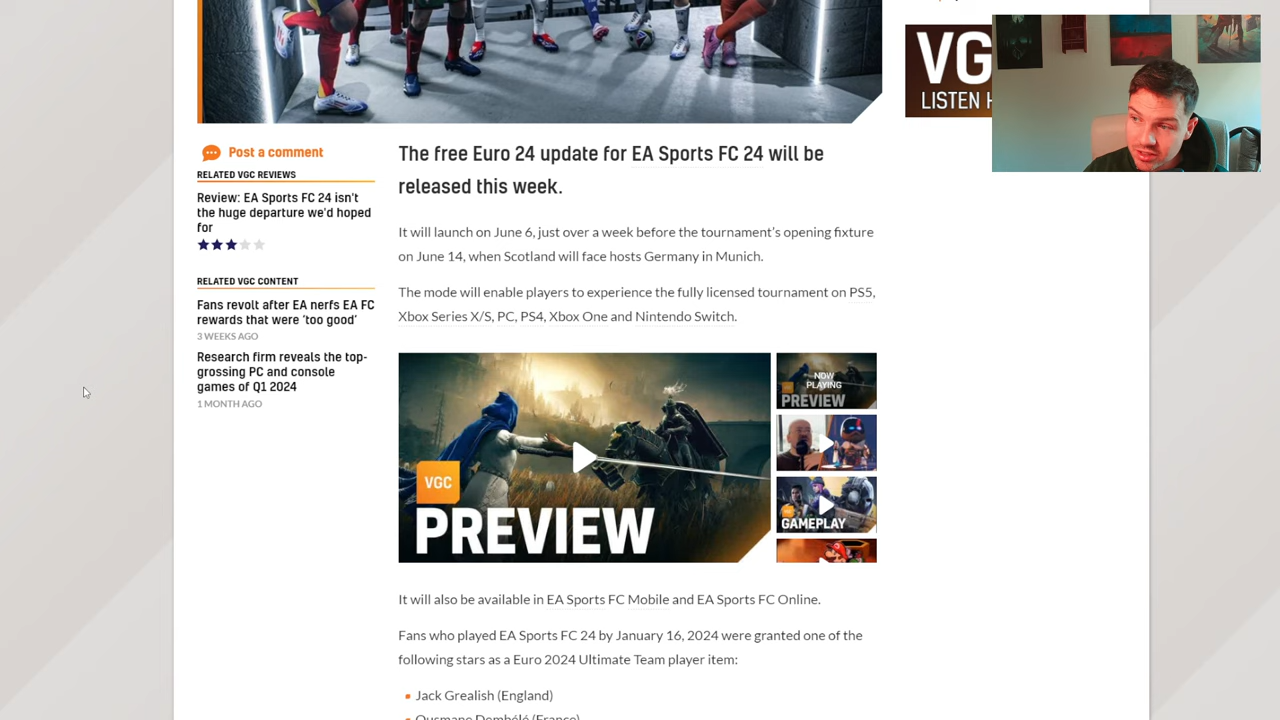 VG
LISTEN H
Post a comment
RELATED VGC REVIEWS
Review: EA Sports FC 24 isn't
the huge departure we'd hoped
for
RELATED VGC CONTENT
Fans revolt after EA nerfs EA FC
rewards that were ‘too good’
3 WEEKS AGO
Research firm reveals the top-
grossing PC and console
games of Q1 2024
1 MONTH AGO
The free Euro 24 update for EA Sports FC 24 will be
released this week.
It will launch on June 6, just over a week before the tournament’s opening fixture
on June 14, when Scotland will face hosts Germany in Munich.
The mode will enable players to experience the fully licensed tournament on PS5,
Xbox Series X/S, PC, PS4, Xbox One and Nintendo Switch.
VGC
PREVIEW
NOW
PLAYING
PREVIEW
GAMEPLAY
It will also be available in EA Sports FC Mobile and EA Sports FC Online.
Fans who played EA Sports FC 24 by January 16, 2024 were granted one of the
following stars as a Euro 2024 Ultimate Team player item:
Jack Grealish (England)
Ousmane Dembélé (France)